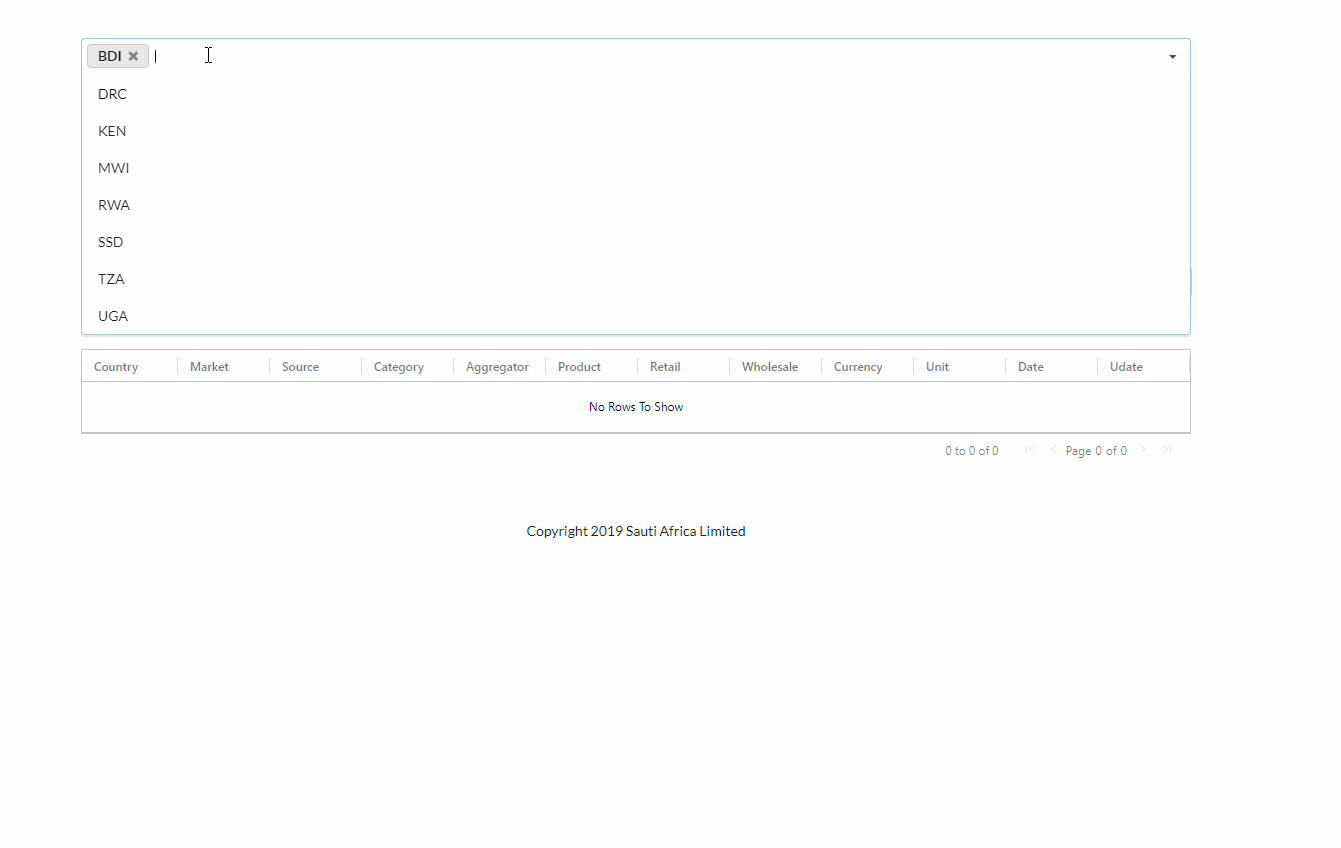 BDI
DRC
KEN
MWI
RWA
SSD
TZA
UGA
Country Market Source Category Aggregator Product Retail Wholesale Currency Unit Date Udate
No Rows To Show
0 to 0 of 0 Page 0 of 0
Copyright 2019 Sauti Africa Limited